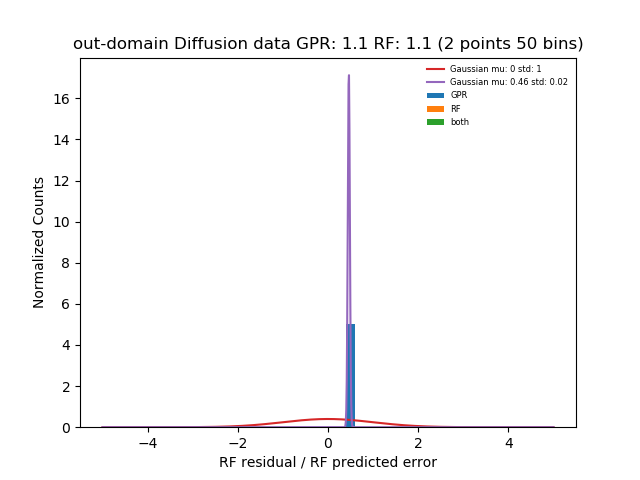 out-domain Diffusion data GPR: 1.1 RF: 1.1 (2 points 50 bins)
Gaussian mu: 0 std: 1
Gaussian mu: 0.46 std: 0.02
GPR
RF
both
Normalized Counts
16
14
12
10
8
6
4
2
0
−4
−2
0
2
4
RF residual / RF predicted error